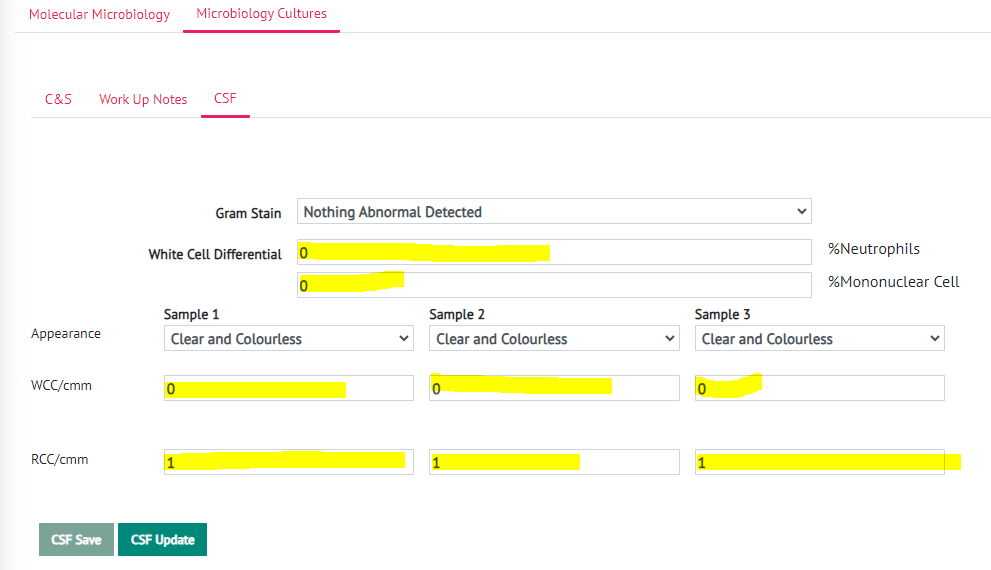 Molecular Microbiology Microbiology Cultures
C&S Work Up Notes CSF
Gram Stain Nothing Abnormal Detected
White Cell Differential 0 %Neutrophils
0 %Mononuclear Cell
Sample 1 Sample 2 Sample 3
Appearance Clear and Colourless Clear and Colourless Clear and Colourless
WCC/cmm 0 0 0
RCC/cmm 1 1 1
CSF Save CSF Update